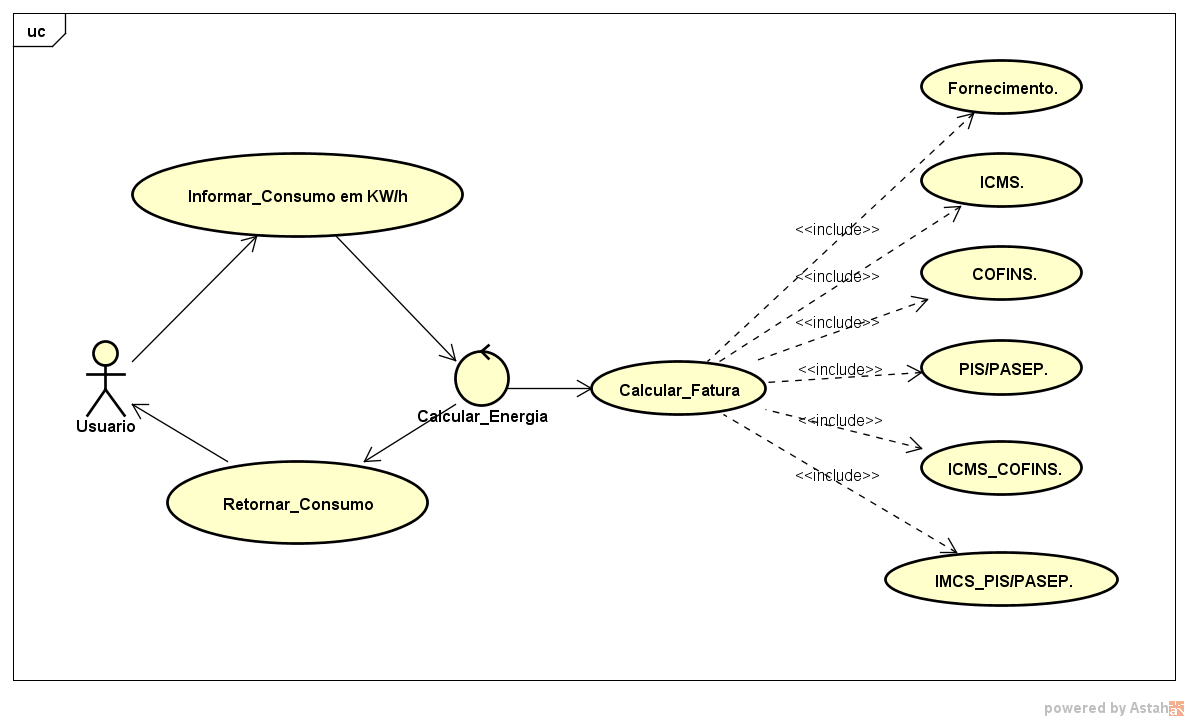 uc
Fornecimento.
ICMS.
Informar_Consumo em KW/h
<<include>>
<<include>>
COFINS.
<<include>>
PIS/PASEP.
<<include>>
Calcular_Fatura
Calcular_Energia
Usuario
<<include>>
ICMS_COFINS.
<<include>>
Retornar_Consumo
IMCS_PIS/PASEP.
powered by Astah